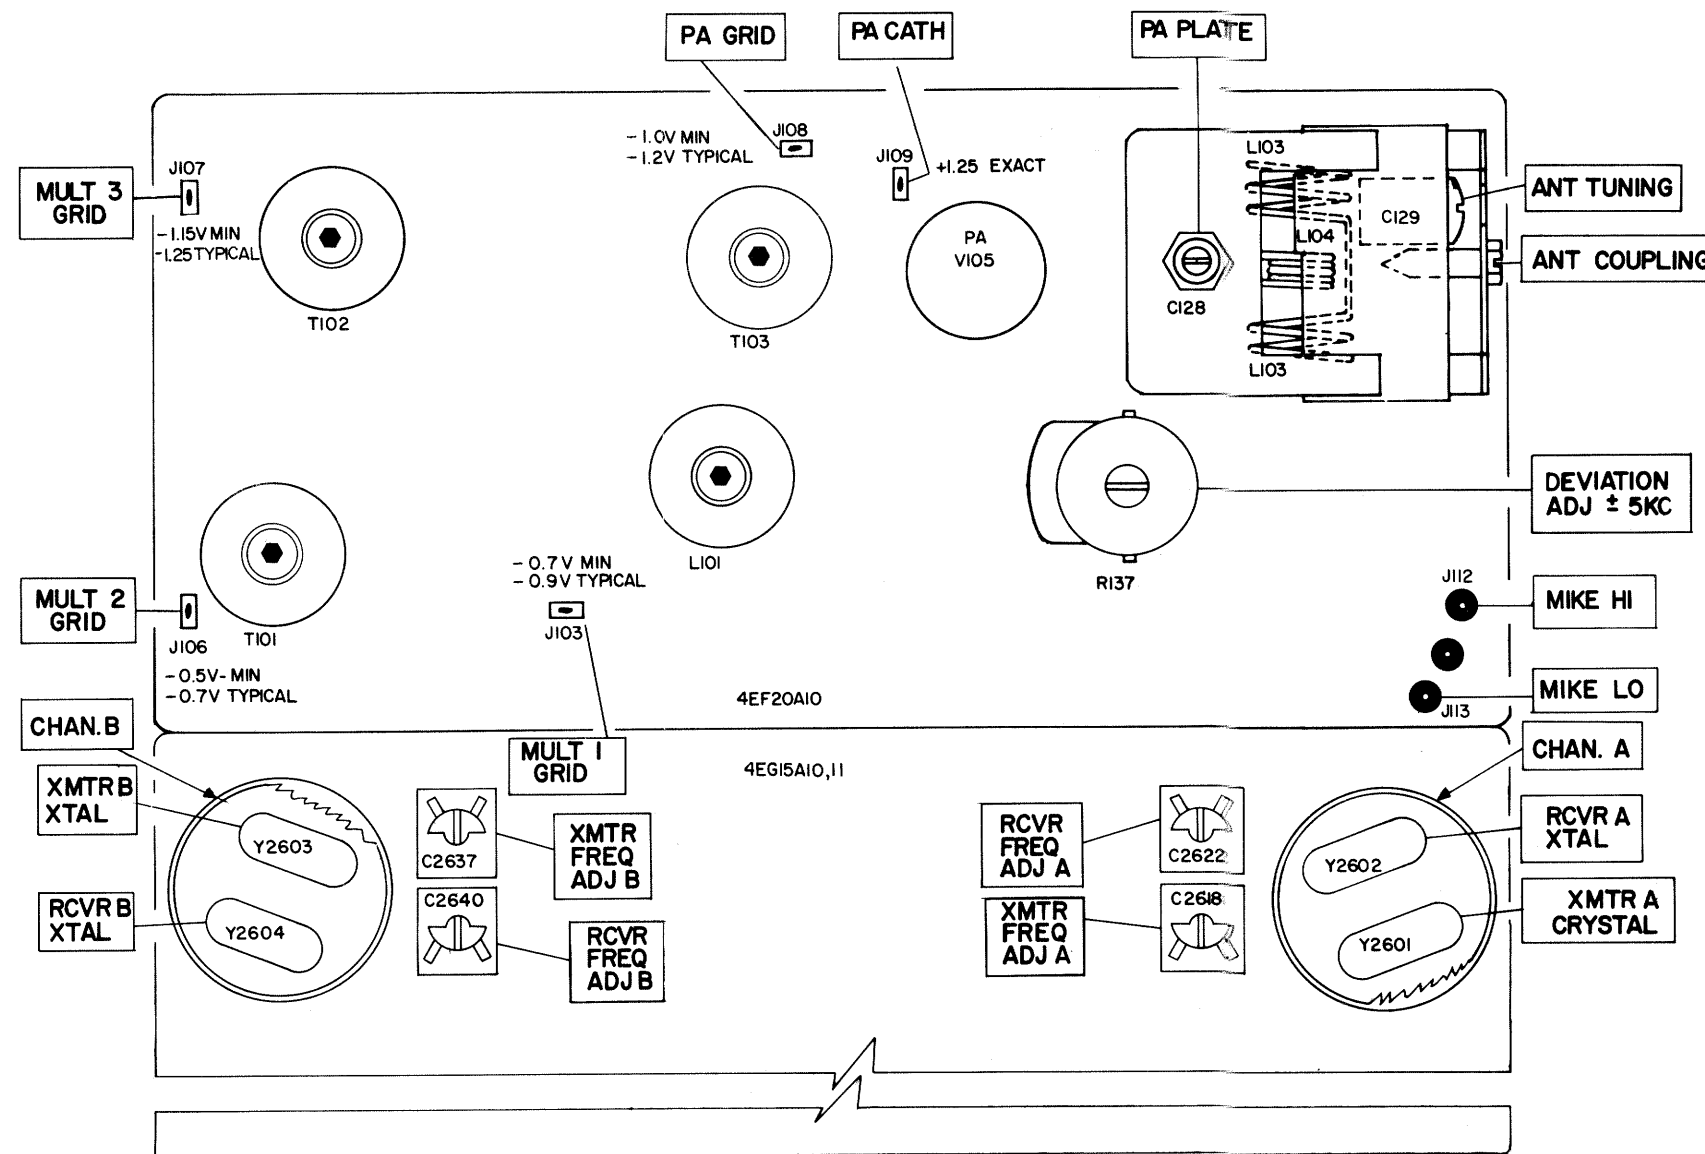 PA GRID
PA CATH
PA PLATE
J108
-1.0V MIN
-1.2V TYPICAL
J109
+1.25 EXACT
L103
J107
MULT 3
GRID
-1.15V MIN
-1.25 TYPICAL
T102
T103
PA
V105
C128
L104
C129
L103
ANT TUNING
ANT COUPLING
DEVIATION
ADJ ± 5KC
R137
L101
-0.7V MIN
-0.9V TYPICAL
J103
T101
MULT 2
GRID
J106
-0.5V- MIN
-0.7V TYPICAL
J112
MIKE HI
MIKE LO
J113
4EF20A10
4EG15A10,11
CHAN. B
MULT 1
GRID
CHAN. A
XMTR B
XTAL
Y2603
C2637
XMTR
FREQ
ADJ B
RCVR B
XTAL
Y2604
C2640
RCVR
FREQ
ADJ B
RCVR
FREQ
ADJ A
C2622
XMTR
FREQ
ADJ A
C2618
Y2602
RCVR A
XTAL
Y2601
XMTR A
CRYSTAL